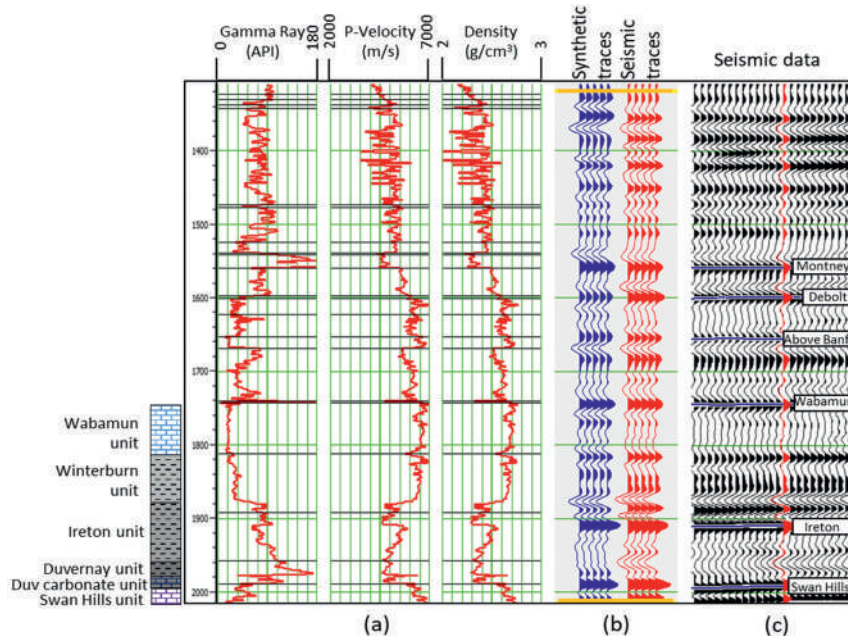 Gamma Ray
(API)
0
180
P-Velocity
(m/s)
2000
7000
Density
(g/cm³)
2
3
Synthetic
traces
Seismic
traces
Seismic data
1400
1500
1600
1700
1800
1900
2000
Montney
Debolt
Above Banf
Wabamun
Ireton
Swan Hills
Wabamun
unit
Winterburn
unit
Ireton unit
Duvernay unit
Duv carbonate unit
Swan Hills unit
(a)
(b)
(c)